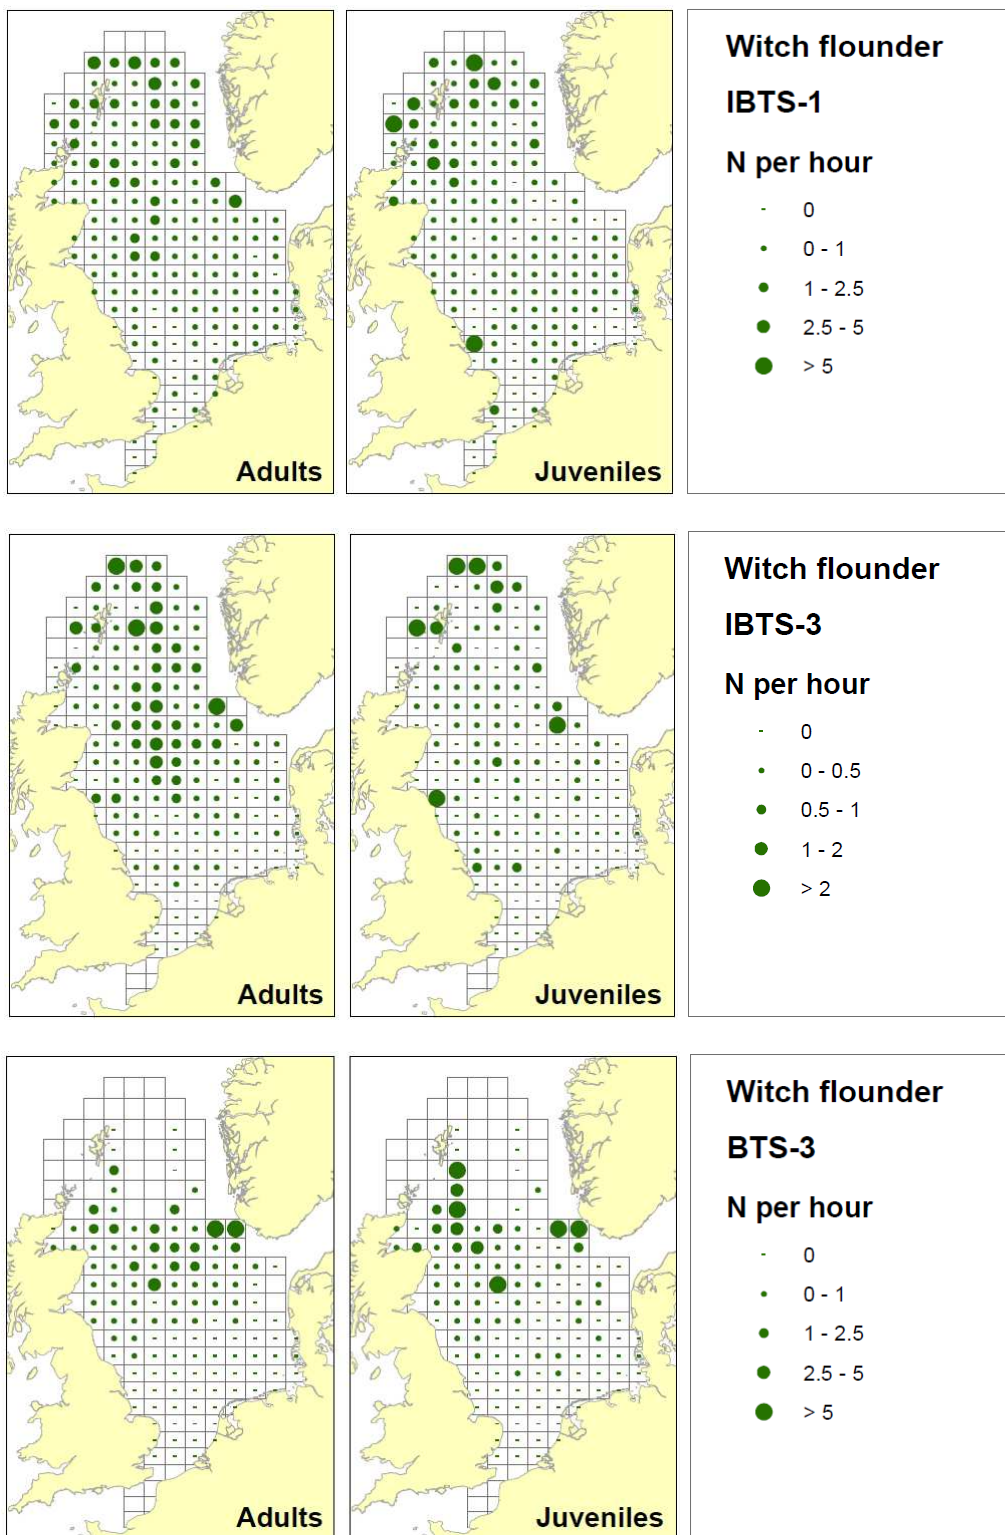 Adults
Juveniles
Witch flounder
IBTS-1
N per hour
- 0
0 - 1
1 - 2.5
2.5 - 5
> 5
Adults
Juveniles
Witch flounder
IBTS-3
N per hour
- 0
0 - 0.5
0.5 - 1
1 - 2
> 2
Adults
Juveniles
Witch flounder
BTS-3
N per hour
- 0
0 - 1
1 - 2.5
2.5 - 5
> 5